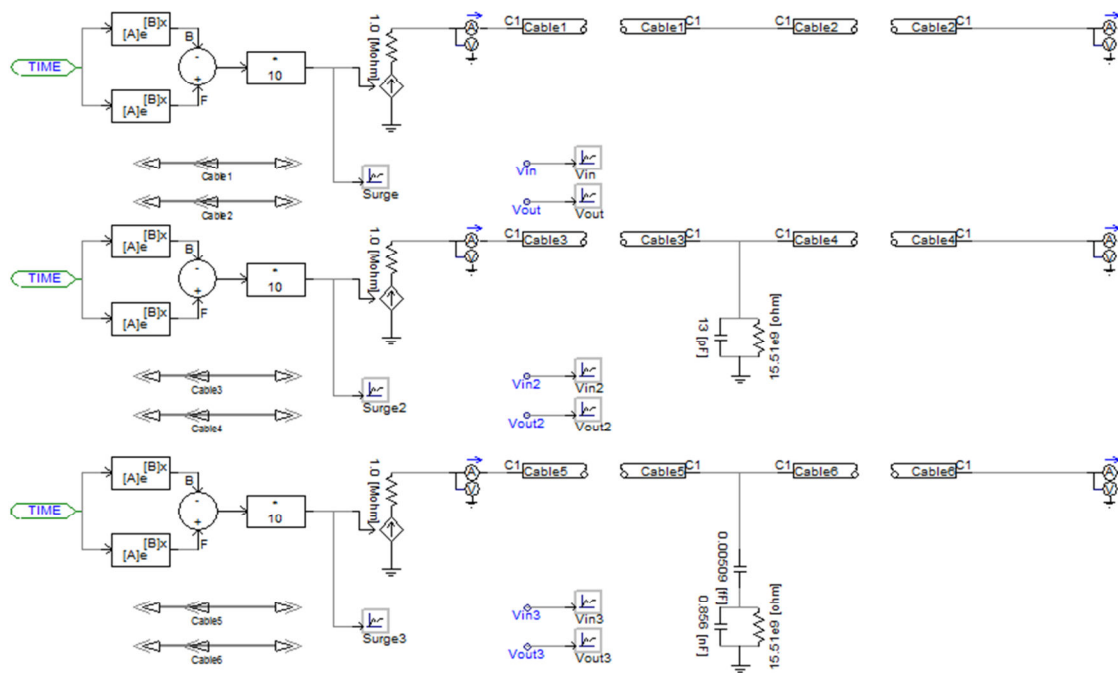 [B]x
[A]e
B
TIME
-
+
*
10
F
[B]x
[A]e
1.0 [Mohm]
C1
Cable1
Cable1
C1
C1
Cable2
Cable2
C1
A
V
A
V
Cable1
Cable2
Surge
Vin
Vin
Vout
Vout
[B]x
[A]e
B
TIME
-
+
*
10
F
[B]x
[A]e
1.0 [Mohm]
C1
Cable3
Cable3
C1
C1
Cable4
Cable4
C1
A
V
A
V
13 [pF]
15.51e9 [ohm]
Cable3
Cable4
Surge2
Vin2
Vin2
Vout2
Vout2
[B]x
[A]e
B
TIME
-
+
*
10
F
[B]x
[A]e
1.0 [Mohm]
C1
Cable5
Cable5
C1
C1
Cable6
Cable6
C1
A
V
A
V
0.00509 [fF]
0.856 [nF]
15.51e9 [ohm]
Cable5
Cable6
Surge3
Vin3
Vin3
Vout3
Vout3